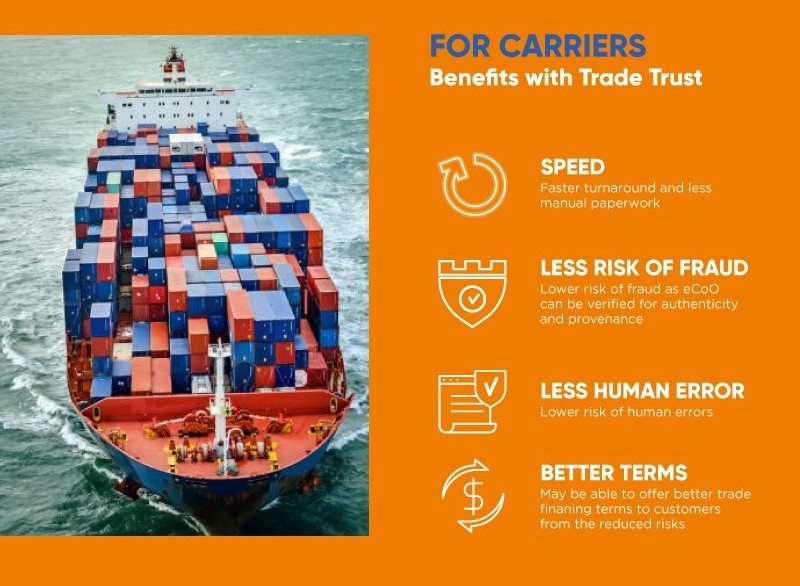 FOR CARRIERS
Benefits with Trade Trust
SPEED
Faster turnaround and less
manual paperwork
LESS RISK OF FRAUD
Lower risk of fraud as eCoO
can be verified for authenticity
and provenance
LESS HUMAN ERROR
Lower risk of human errors
BETTER TERMS
May be able to offer better trade
finaning terms to customers
from the reduced risks